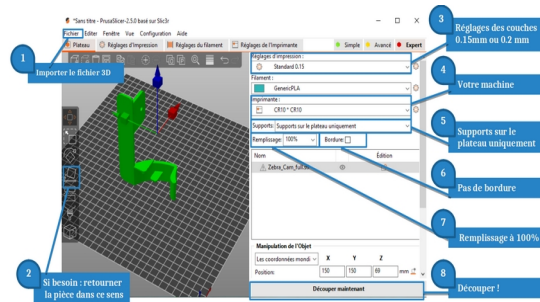 *Sans titre - PrusaSlicer-2.5.0 basé sur Slic3r
Fichier Editer Fenêtre Vue Configuration Aide
Plateau Réglages d'impression Réglages du filament Réglages de l'imprimante Simple Avancé Expert
1
Importer le fichier 3D
2
Si besoin : retourner
la pièce dans ce sens
Réglages d'impression :
Standard 0.15
Filament :
GenericPLA
Imprimante :
CR10 * CR10
Supports: Supports sur le plateau uniquement
Remplissage: 100% Bordure:
Nom Édition
Zebra_Cam_full.stl
Manipulation de l'Objet
Les coordonnées mondi X Y Z
Position: 150 150 69 mm
Découper maintenant
3
Réglages des couches
0.15mm ou 0.2 mm
4
Votre machine
5
Supports sur le
plateau uniquement
6
Pas de bordure
7
Remplissage à 100%
8
Découper !